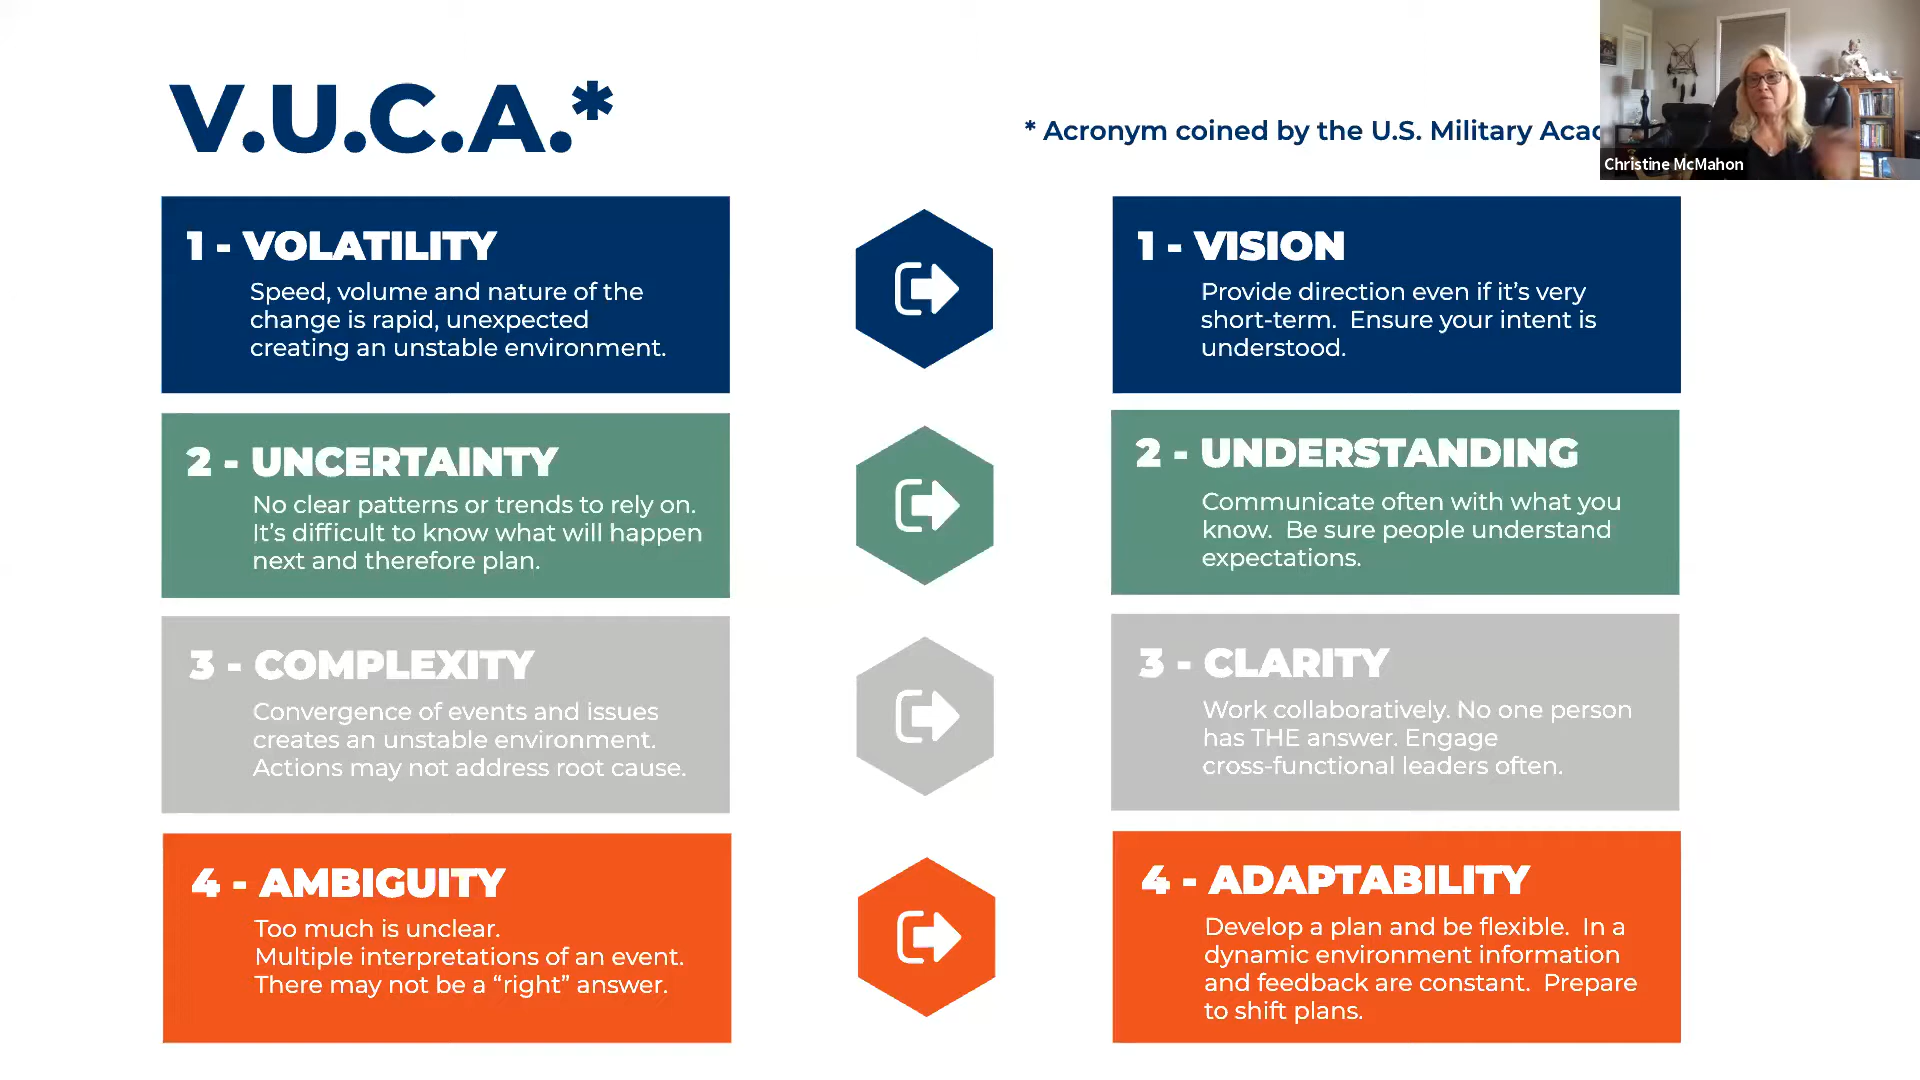 V.U.C.A.*
* Acronym coined by the U.S. Military
Christine McMahon
1 - VOLATILITY
Speed, volume and nature of the
change is rapid, unexpected
creating an unstable environment.
1 - VISION
Provide direction even if it’s very
short-term. Ensure your intent is
understood.
2 - UNCERTAINTY
No clear patterns or trends to rely on.
It’s difficult to know what will happen
next and therefore plan.
2 - UNDERSTANDING
Communicate often with what you
know. Be sure people understand
expectations.
3 - COMPLEXITY
Convergence of events and issues
creates an unstable environment.
Actions may not address root cause.
3 - CLARITY
Work collaboratively. No one person
has THE answer. Engage
cross-functional leaders often.
4 - AMBIGUITY
Too much is unclear.
Multiple interpretations of an event.
There may not be a “right” answer.
4 - ADAPTABILITY
Develop a plan and be flexible. In a
dynamic environment information
and feedback are constant. Prepare
to shift plans.